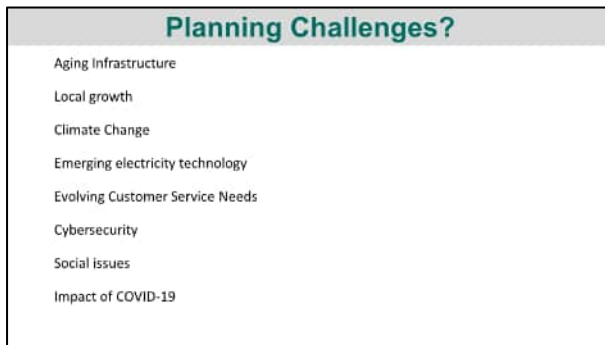 Planning Challenges?
Aging Infrastructure
Local growth
Climate Change
Emerging electricity technology
Evolving Customer Service Needs
Cybersecurity
Social issues
Impact of COVID-19